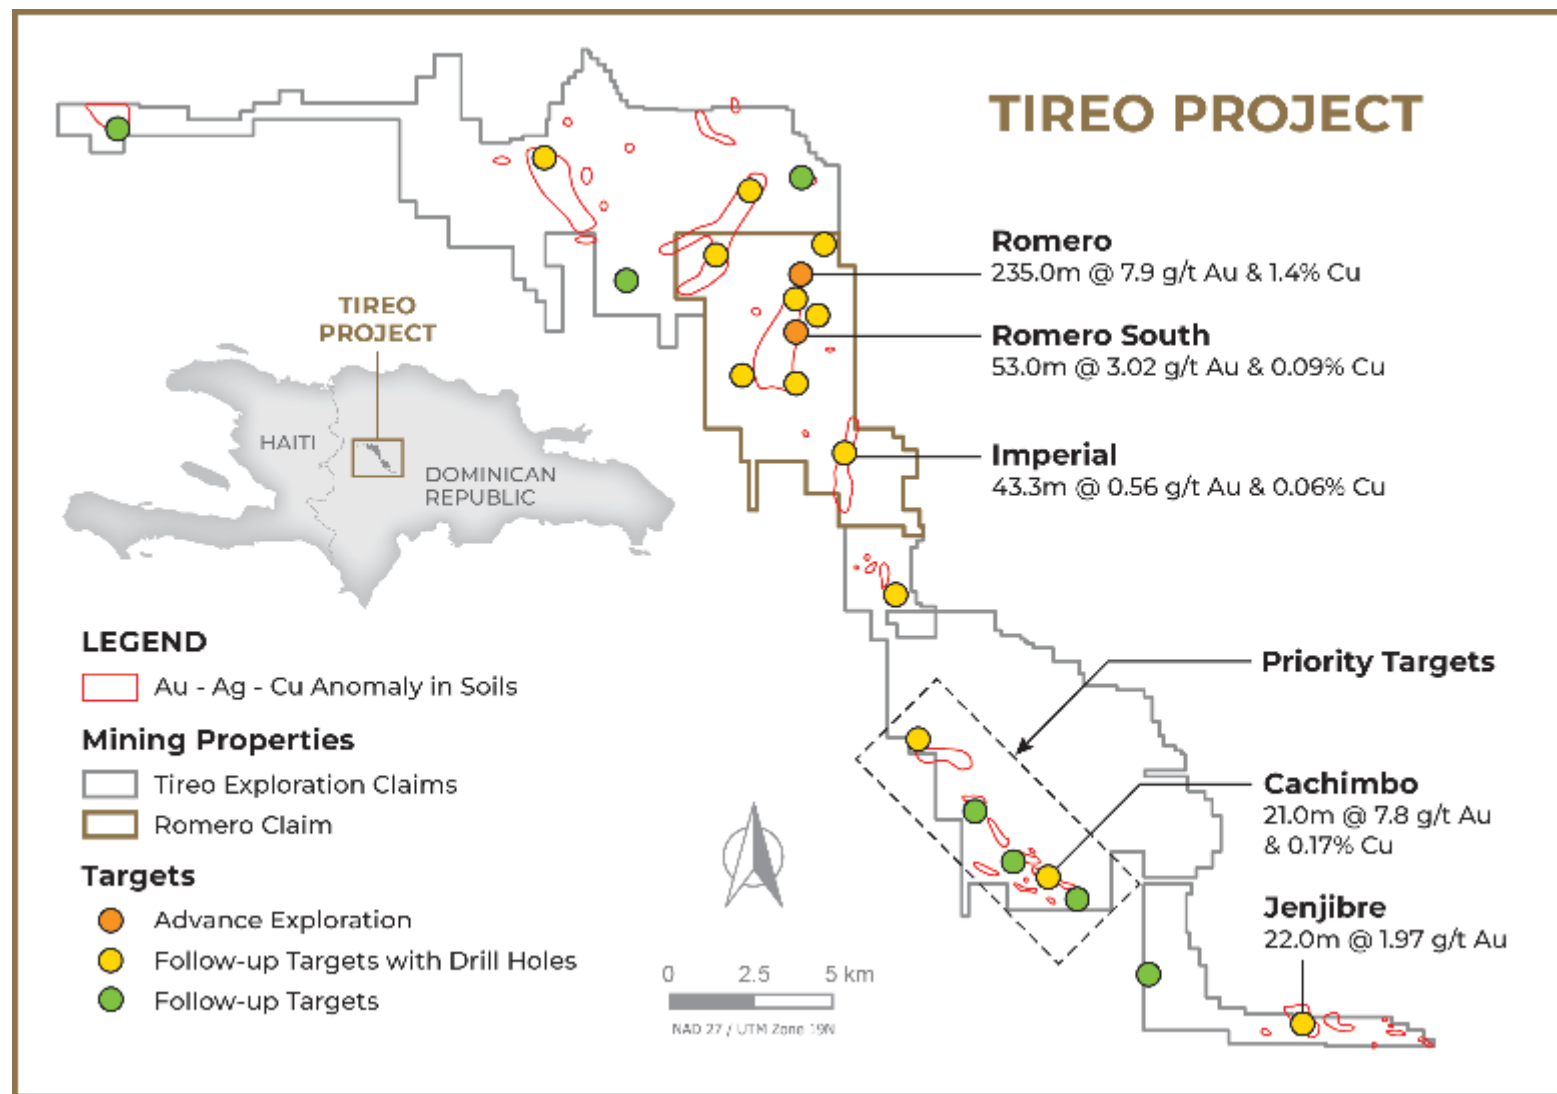 TIREO PROJECT
Romero
235.0m @ 7.9 g/t Au & 1.4% Cu
Romero South
53.0m @ 3.02 g/t Au & 0.09% Cu
Imperial
43.3m @ 0.56 g/t Au & 0.06% Cu
TIREO
PROJECT
HAITI
DOMINICAN
REPUBLIC
LEGEND
Au - Ag - Cu Anomaly in Soils
Mining Properties
Tireo Exploration Claims
Romero Claim
Targets
Advance Exploration
Follow-up Targets with Drill Holes
Follow-up Targets
0 2.5 5 km
NAD 27 / UTM Zone 19N
Priority Targets
Cachimbo
21.0m @ 7.8 g/t Au
& 0.17% Cu
Jenjibre
22.0m @ 1.97 g/t Au